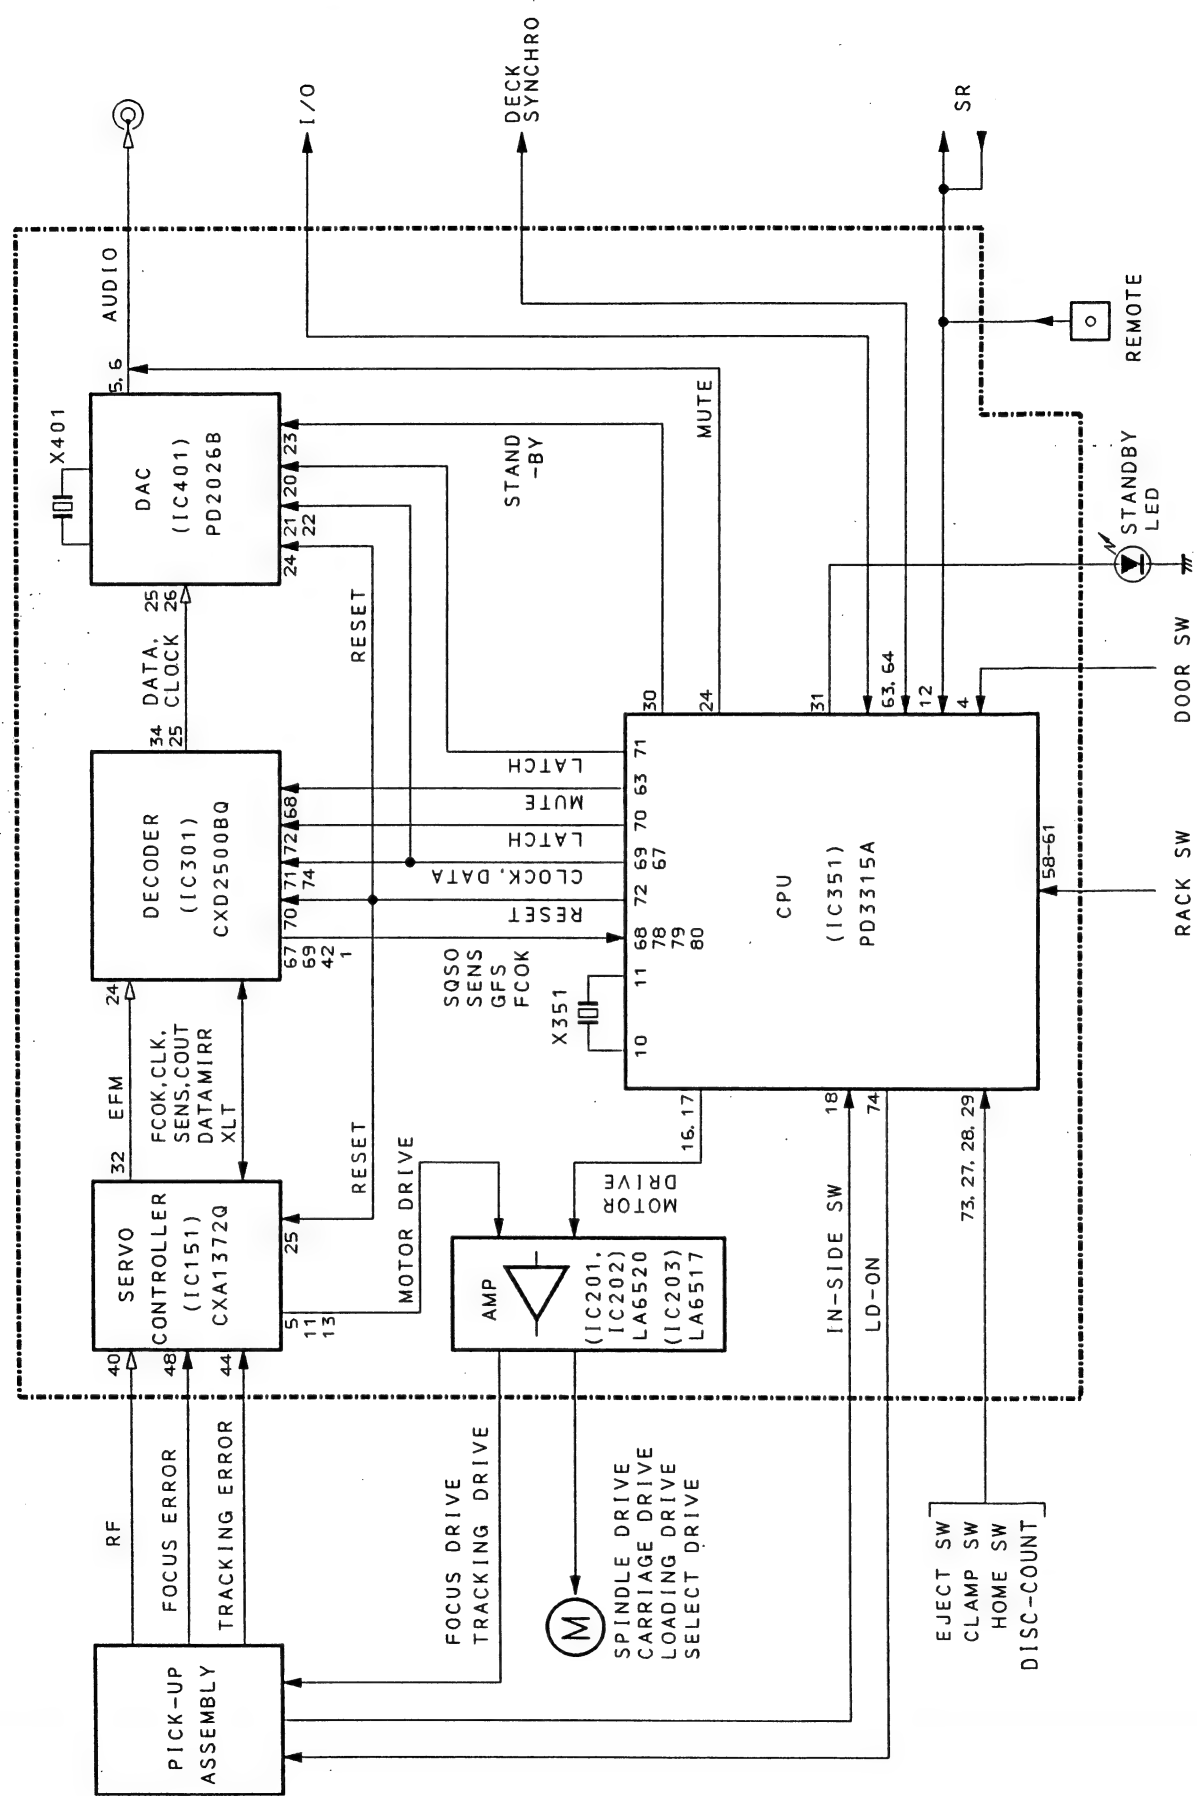 PICK-UP
ASSEMBLY
RF
FOCUS ERROR
TRACKING ERROR
40
48
44
SERVO
CONTROLLER
(IC151)
CXA1372Q
32
EFM
24
FCOK,CLK,
SENS,COUT
DATAMIRR
XLT
25
RESET
5
11
13
MOTOR DRIVE
DECODER
(IC301)
CXD2500BQ
34
25
DATA,
CLOCK
25
26
67
69
42
1
70
71
74
72
68
DAC
(IC401)
PD2026B
X401
24
21
22
20
23
5, 6
AUDIO
RESET
STAND
-BY
MUTE
I/O
DECK
SYNCHRO
SR
REMOTE
SQSO
SENS
GFS
FCOK
RESET
CLOCK, DATA
LATCH
MUTE
LATCH
X351
10
11
68
78
79
80
72
69
67
70
63
71
CPU
(IC351)
PD3315A
30
24
31
63, 64
12
4
16, 17
18
74
73, 27, 28, 29
58-61
MOTOR
DRIVE
AMP
(IC201,
IC202)
LA6520
(IC203)
LA6517
FOCUS DRIVE
TRACKING DRIVE
M
SPINDLE DRIVE
CARRIAGE DRIVE
LOADING DRIVE
SELECT DRIVE
IN-SIDE SW
LD-ON
EJECT SW
CLAMP SW
HOME SW
DISC-COUNT
RACK SW
DOOR SW
STANDBY
LED